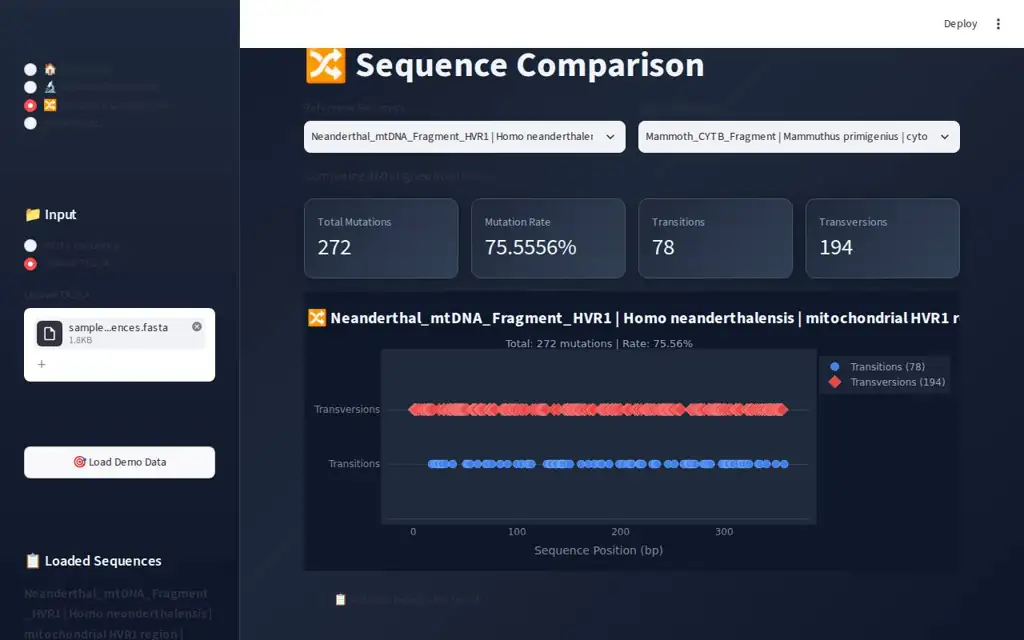 Deploy
Sequence Comparison
Neanderthal_mtDNA_Fragment_HVR1 | Homo neanderthaler
Mammoth_CYTB_Fragment | Mammuthus primigenius | cyto
Total Mutations
272
Mutation Rate
75.5556%
Transitions
78
Transversions
194
Neanderthal_mtDNA_Fragment_HVR1 | Homo neanderthalensis | mitochondrial HVR1 r
Total: 272 mutations | Rate: 75.56%
Transitions (78)
Transversions (194)
Transversions
Transitions
0 100 200 300
Sequence Position (bp)
Input
sample...ences.fasta
1.8KB
Load Demo Data
Loaded Sequences
Neanderthal_mtDNA_Fragment
_HVR1 | Homo neanderthalensis |
mitochondrial HVR1 region |